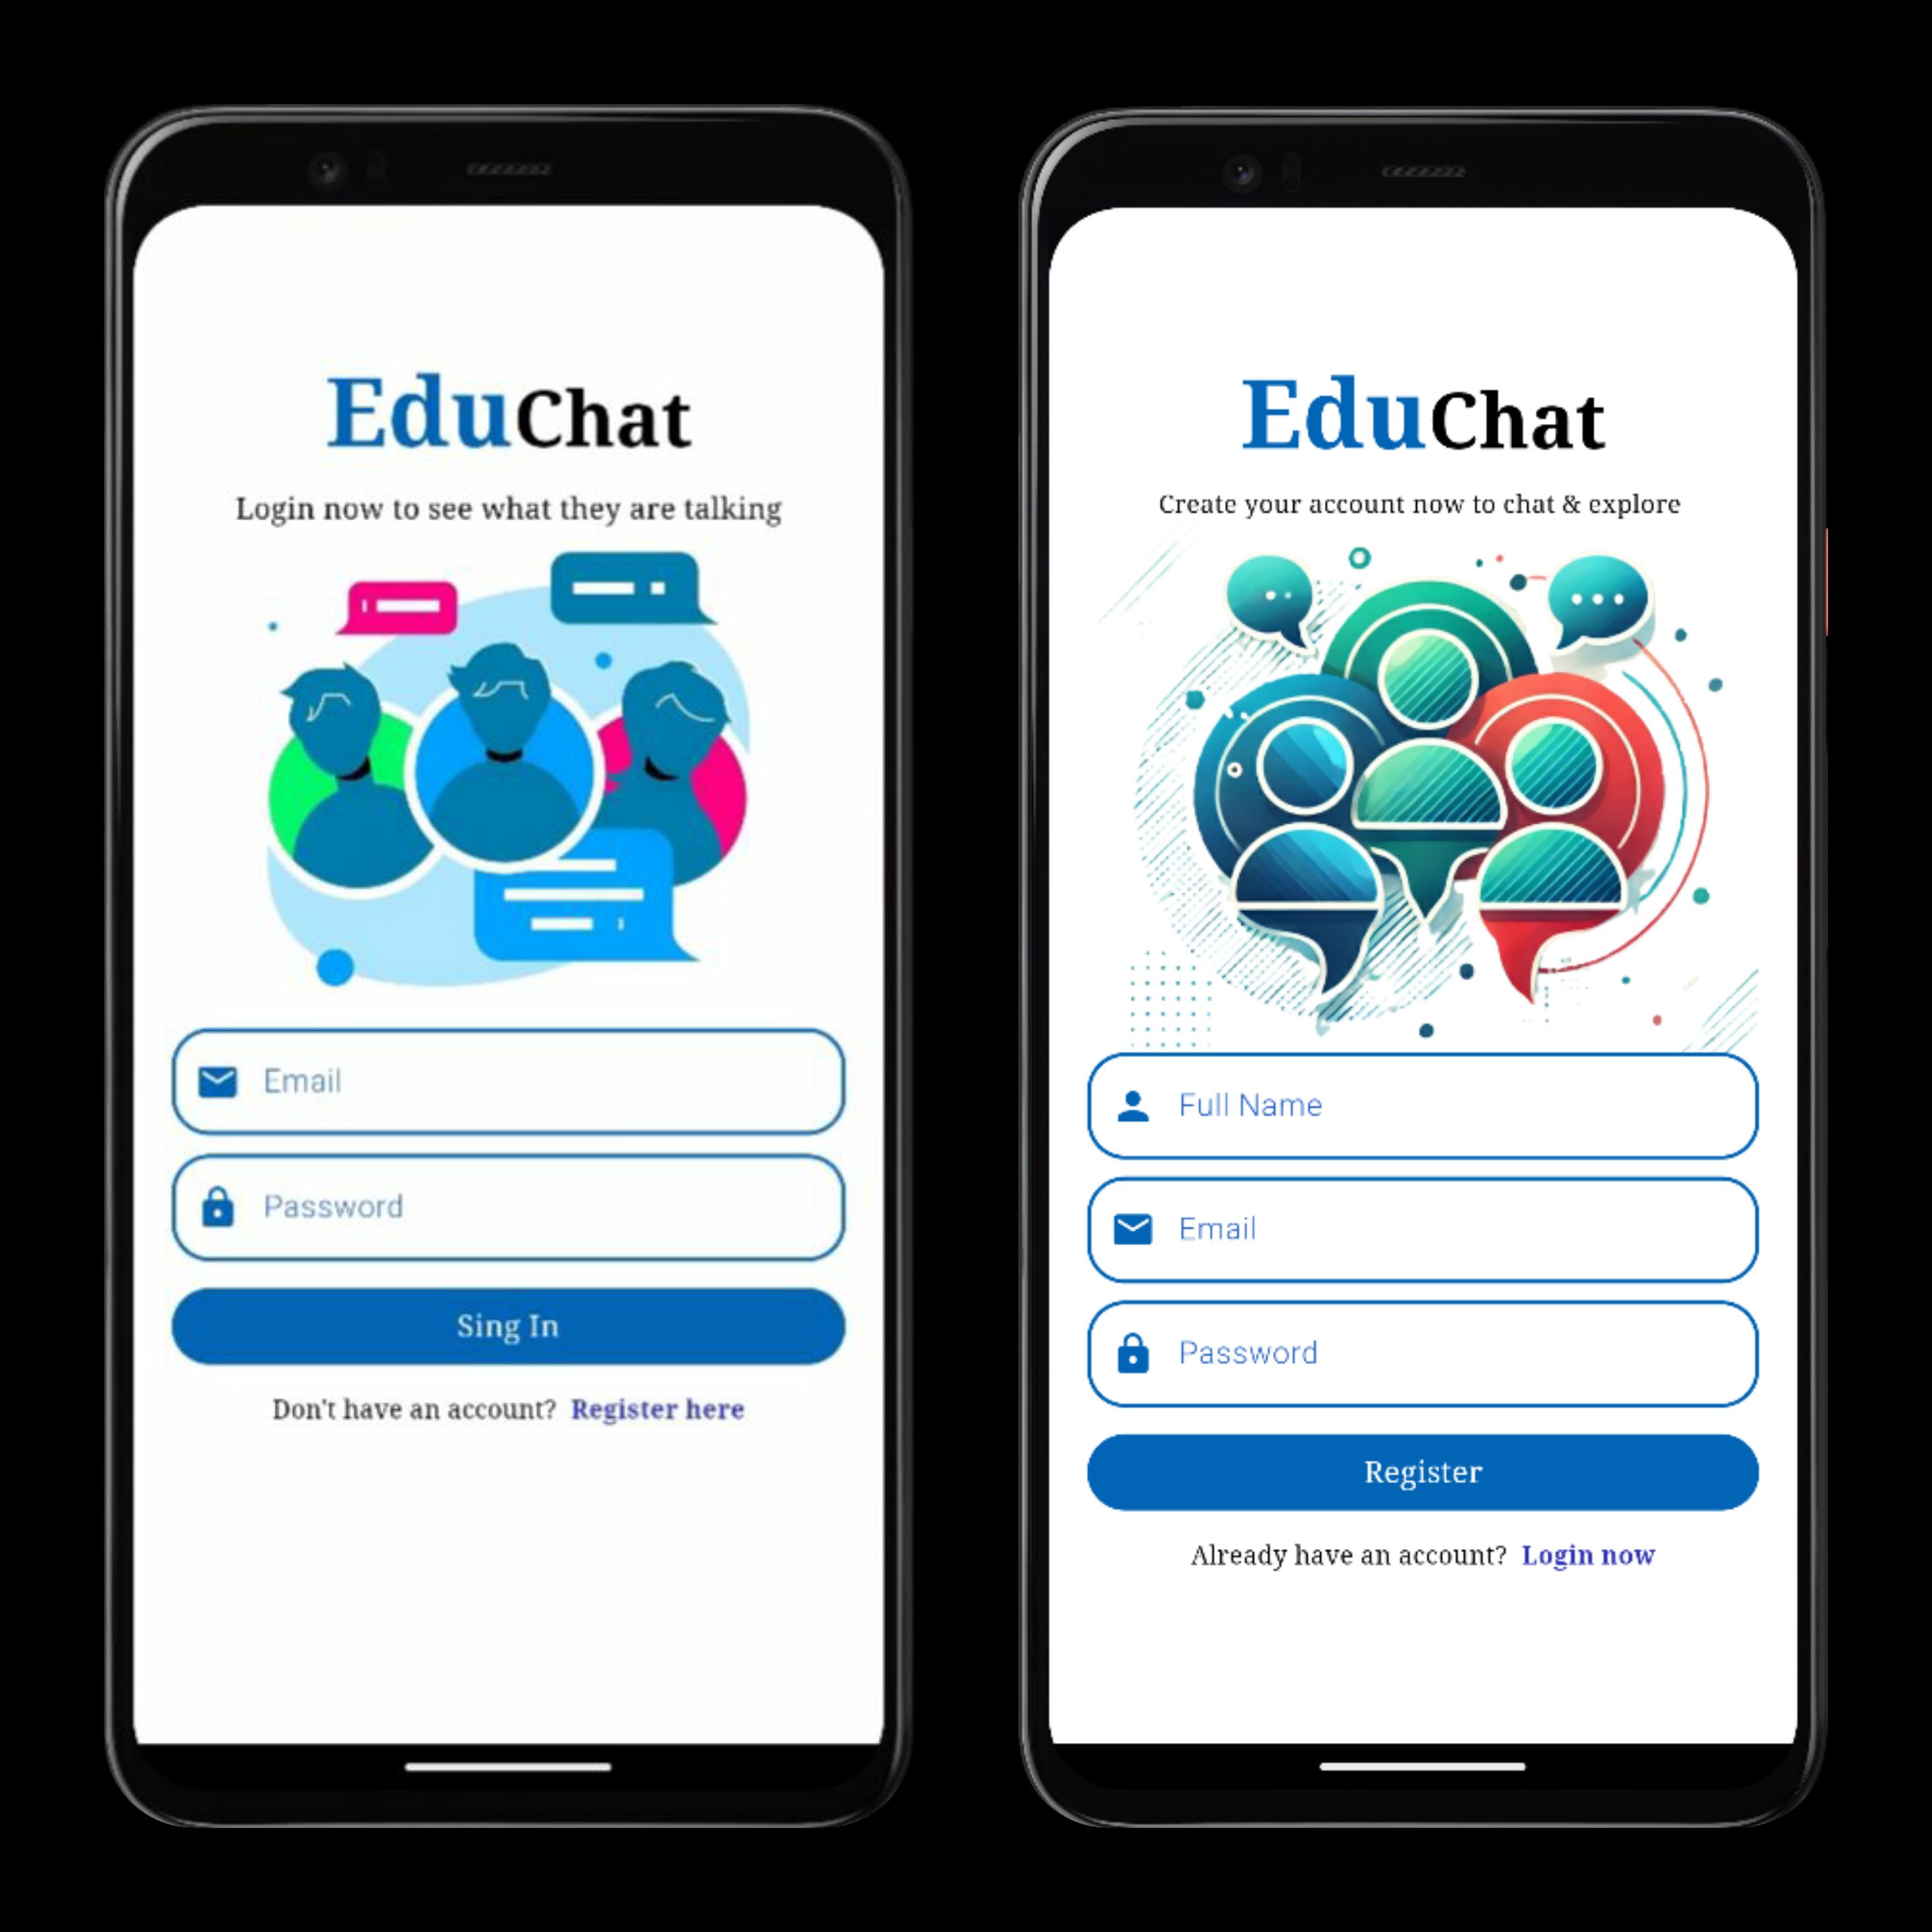 EduChat
Login now to see what they are talking
Email
Password
Sing In
Don't have an account? Register here
EduChat
Create your account now to chat & explore
Full Name
Email
Password
Register
Already have an account? Login now